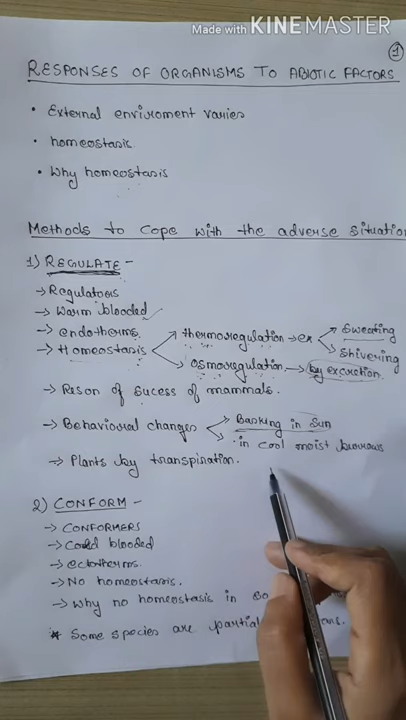 Made with KINEMASTER
1
RESPONSES OF ORGANISMS TO ABIOTIC FACTORS
• External enviroment varies
• homeostasis.
• Why homeostasis
Methods to Cope with the adverse situation
1) REGULATE -
→ Regulators
→ Warm blooded
→ endotherms
→ Homeostasis
thermoregulation → ex
Sweating
Shivering
osmoregulation → by excretion.
→ Reson of sucess of mammals.
→ Behavioural changes
Basking in Sun
in cool moist burrows
→ Plants by transpiration.
2) CONFORM -
→ CONFORMERS
→ Cold blooded
→ ectotherms.
→ No homeostasis.
→ Why no homeostasis in
* Some species are partial